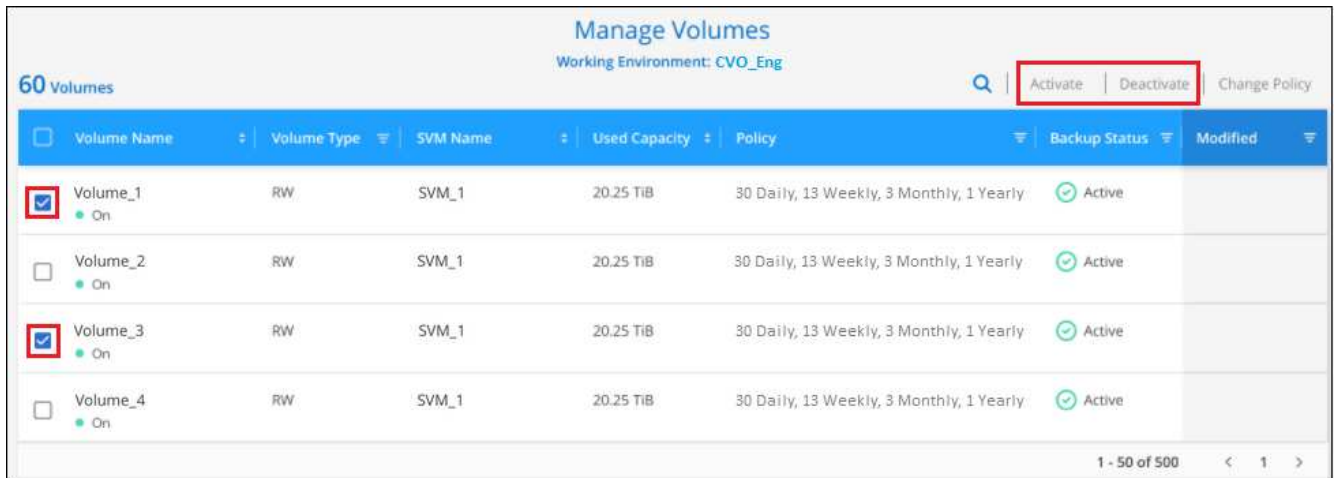 Manage Volumes
Working Environment: CVO_Eng
60 Volumes
Activate | Deactivate | Change Policy
Volume Name Volume Type SVM Name Used Capacity Policy Backup Status Modified
Volume_1 RW SVM_1 20.25 TiB 30 Daily, 13 Weekly, 3 Monthly, 1 Yearly Active
On
Volume_2 RW SVM_1 20.25 TiB 30 Daily, 13 Weekly, 3 Monthly, 1 Yearly Active
On
Volume_3 RW SVM_1 20.25 TiB 30 Daily, 13 Weekly, 3 Monthly, 1 Yearly Active
On
Volume_4 RW SVM_1 20.25 TiB 30 Daily, 13 Weekly, 3 Monthly, 1 Yearly Active
On
1 - 50 of 500 < 1 >